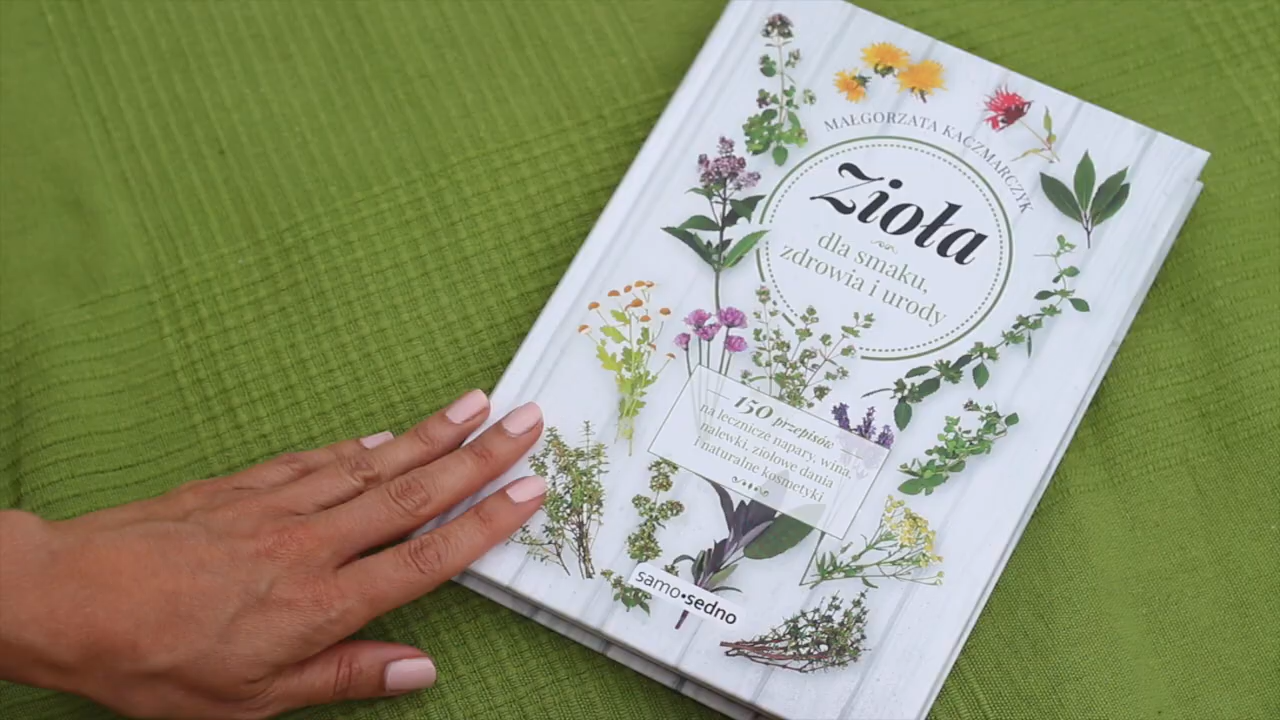 MAŁGORZATA KACZMARCZYK
Zioła
dla smaku,
zdrowia i urody
150 przepisów
na lecznicze napary, wina,
nalewki, ziołowe dania
i naturalne kosmetyki
samo•sedno